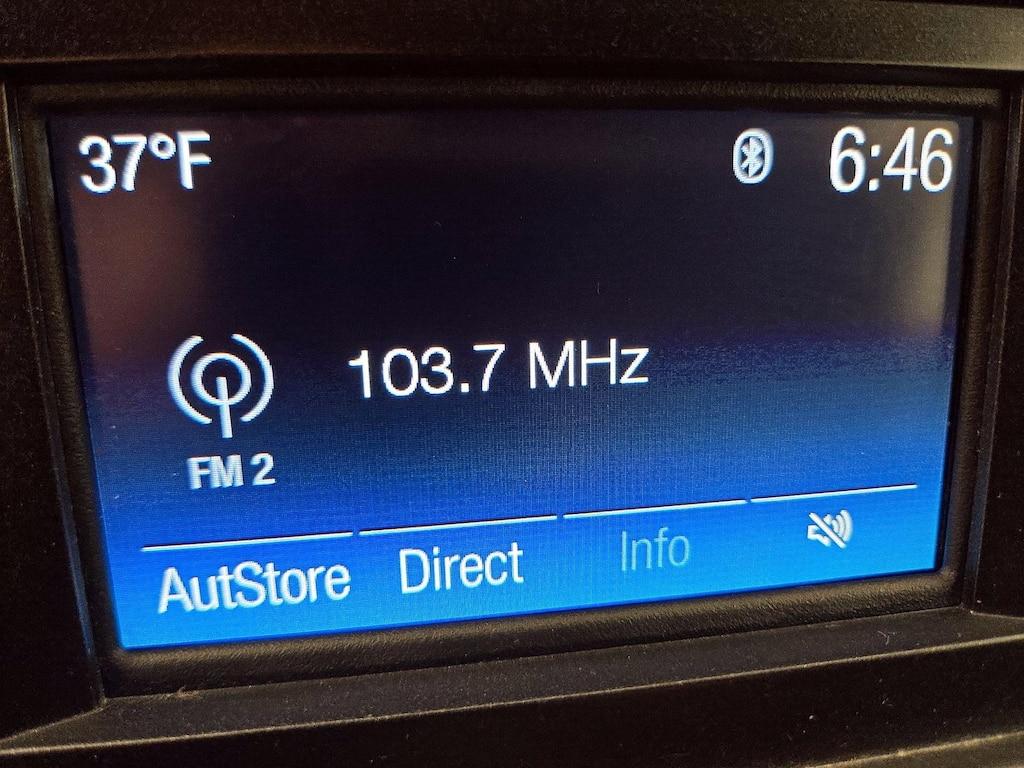 37°F 6:46
103.7 MHz
FM 2
AutStore Direct Info